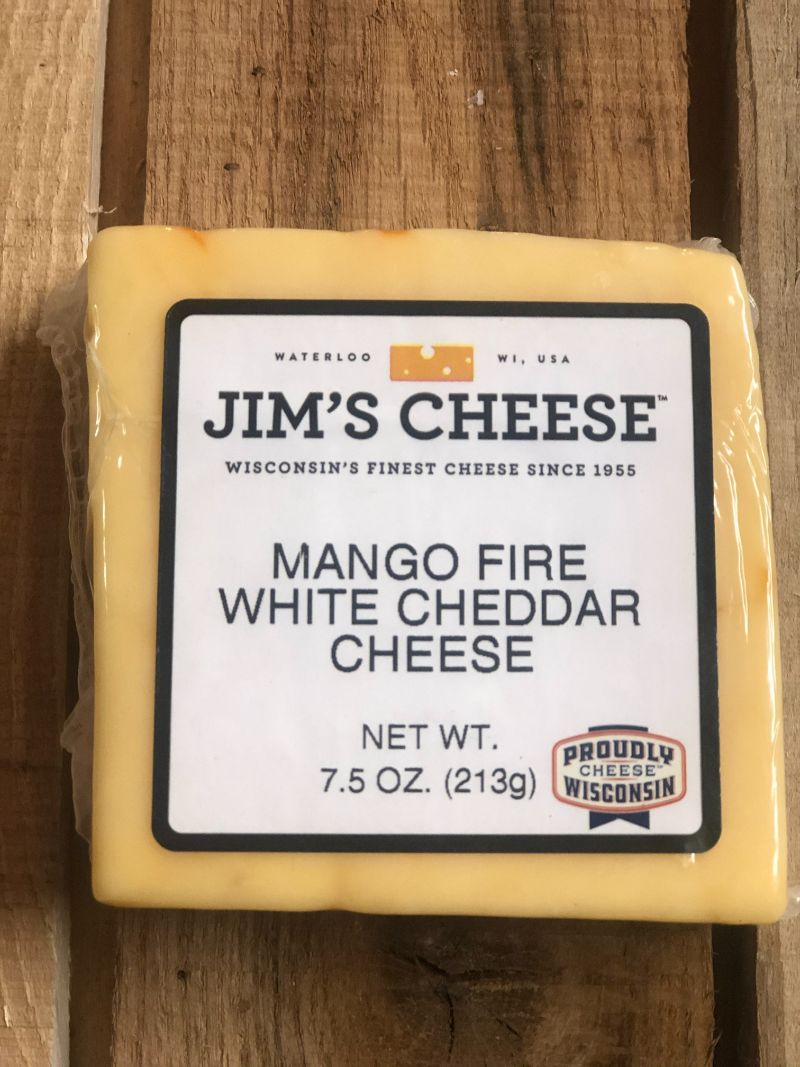 WATERLOO WI, USA
JIM'S CHEESE™
WISCONSIN'S FINEST CHEESE SINCE 1955
MANGO FIRE
WHITE CHEDDAR
CHEESE
NET WT.
7.5 OZ. (213g)
PROUDLY
CHEESE™
WISCONSIN